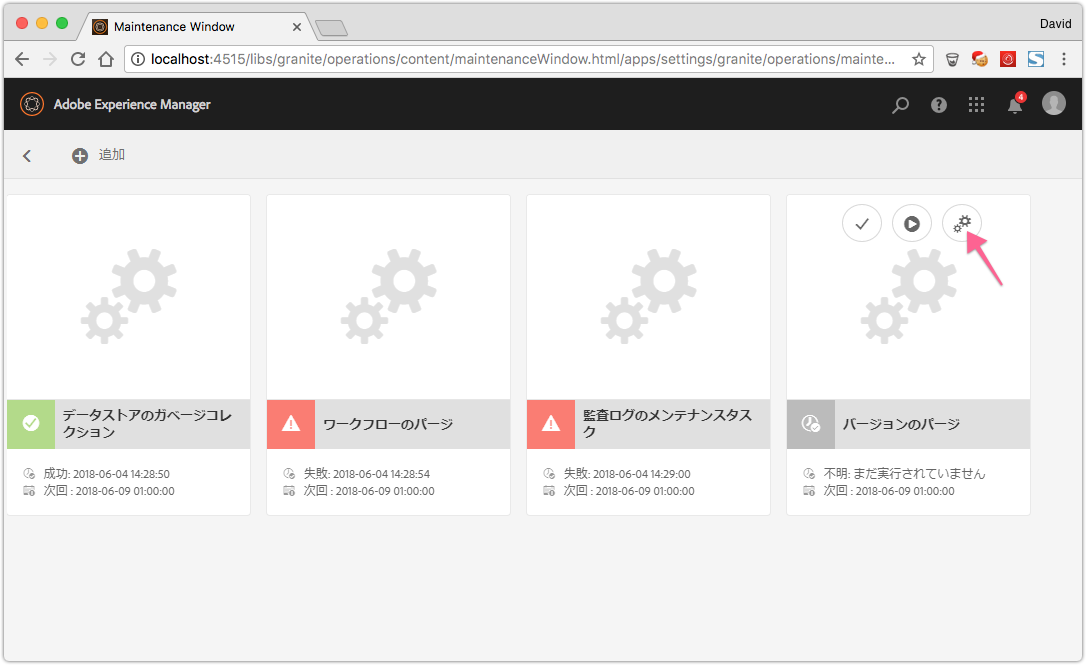 Maintenance Window
David
localhost:4515/libs/granite/operations/content/maintenanceWindow.html/apps/settings/granite/operations/mainte...
Adobe Experience Manager
4
追加
データストアのガベージコレ
クション
成功: 2018-06-04 14:28:50
次回 : 2018-06-09 01:00:00
ワークフローのパージ
失敗: 2018-06-04 14:28:54
次回 : 2018-06-09 01:00:00
監査ログのメンテナンスタス
ク
失敗: 2018-06-04 14:29:00
次回 : 2018-06-09 01:00:00
バージョンのパージ
不明: まだ実行されていません
次回 : 2018-06-09 01:00:00